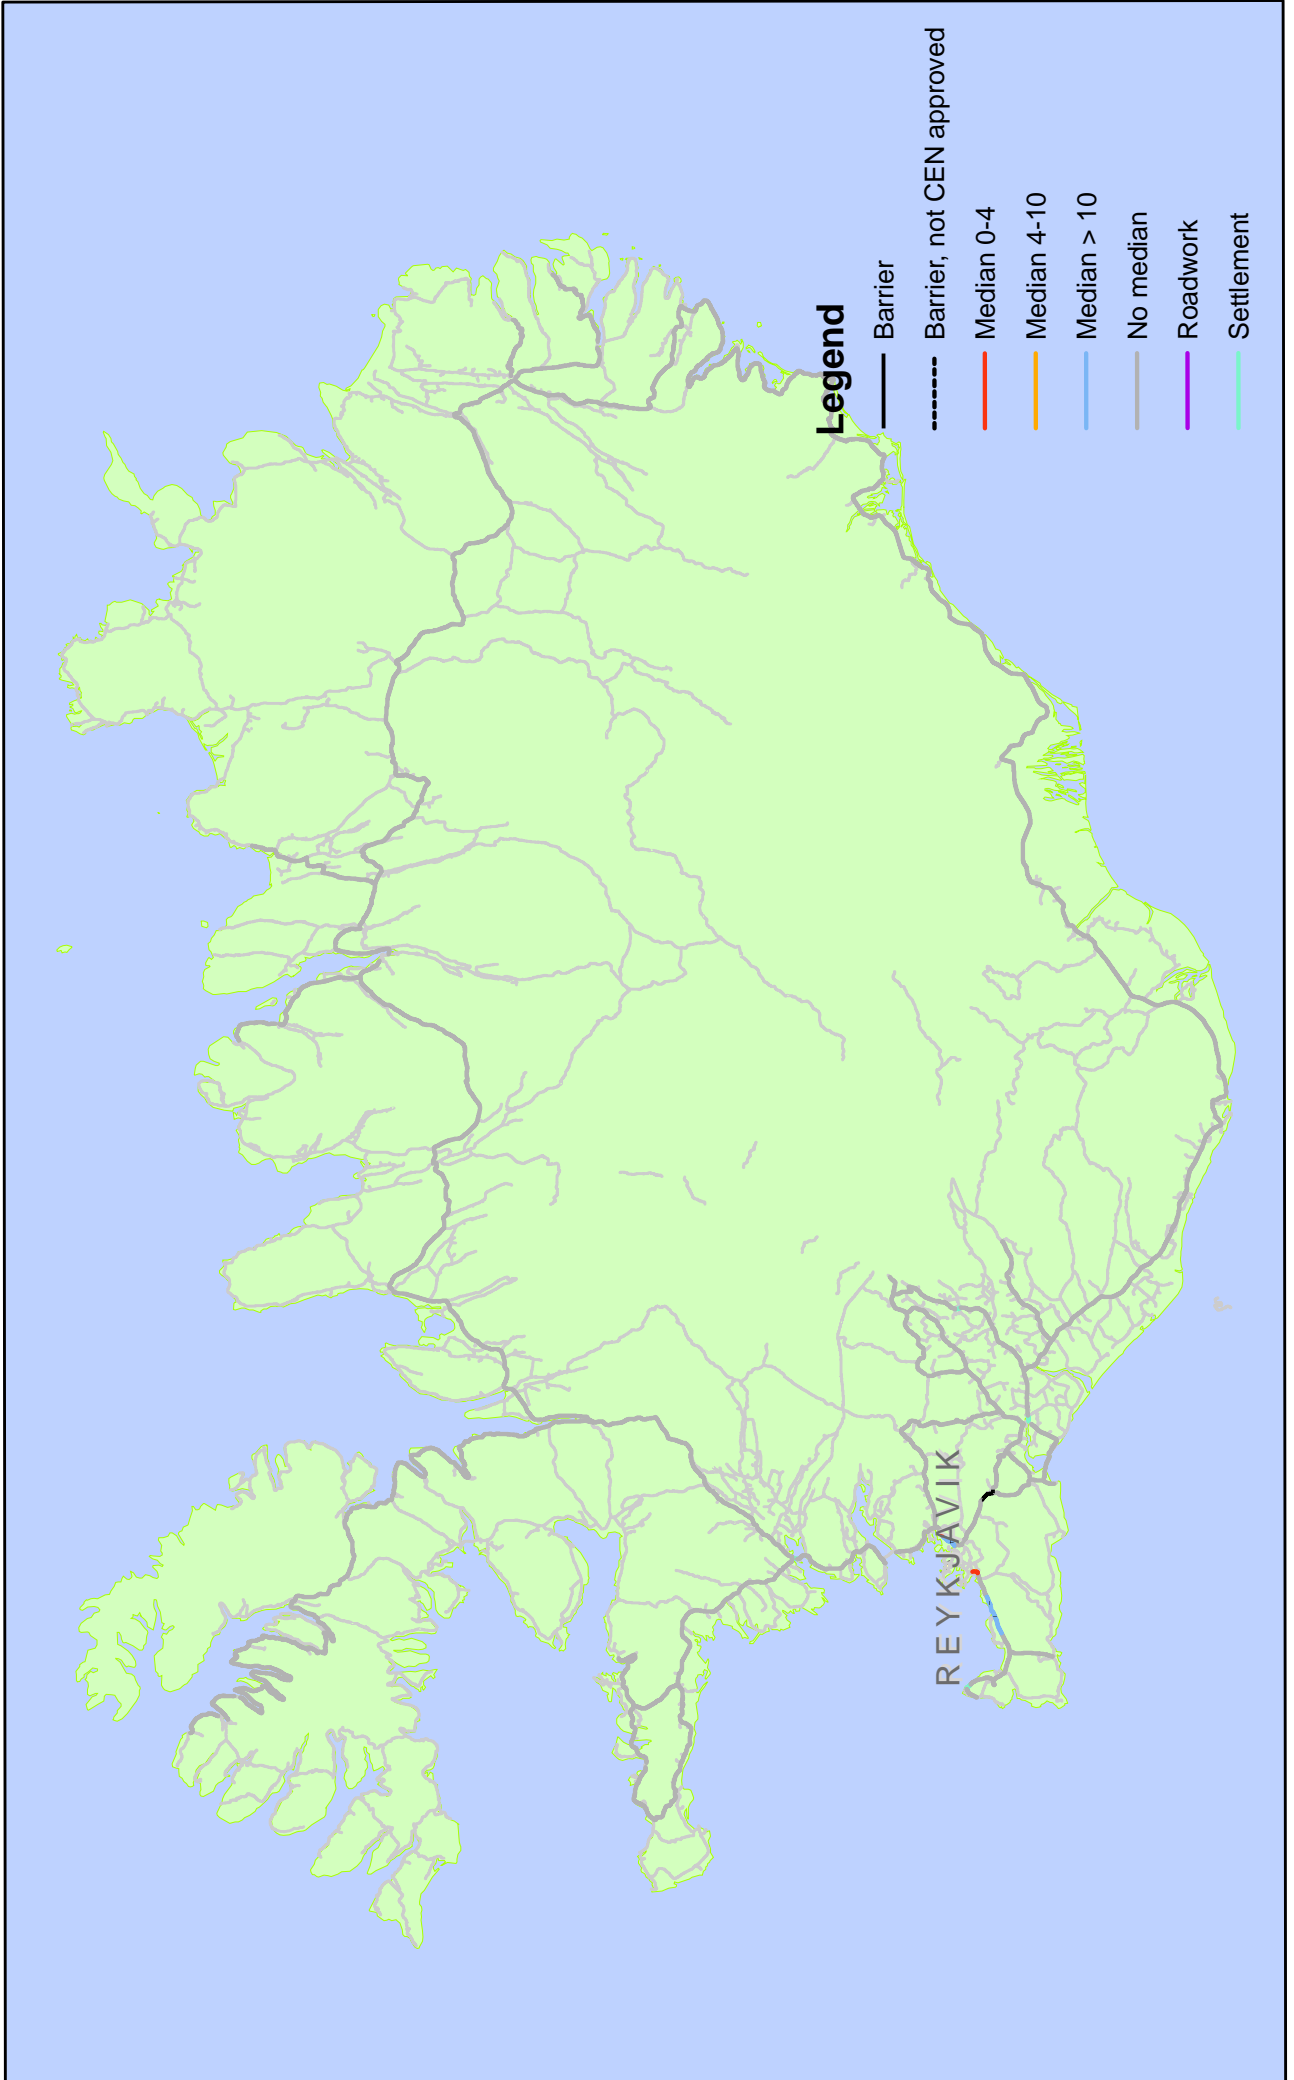 REYKJAVIK
Legend
Barrier
Barrier, not CEN approved
Median 0-4
Median 4-10
Median > 10
No median
Roadwork
Settlement